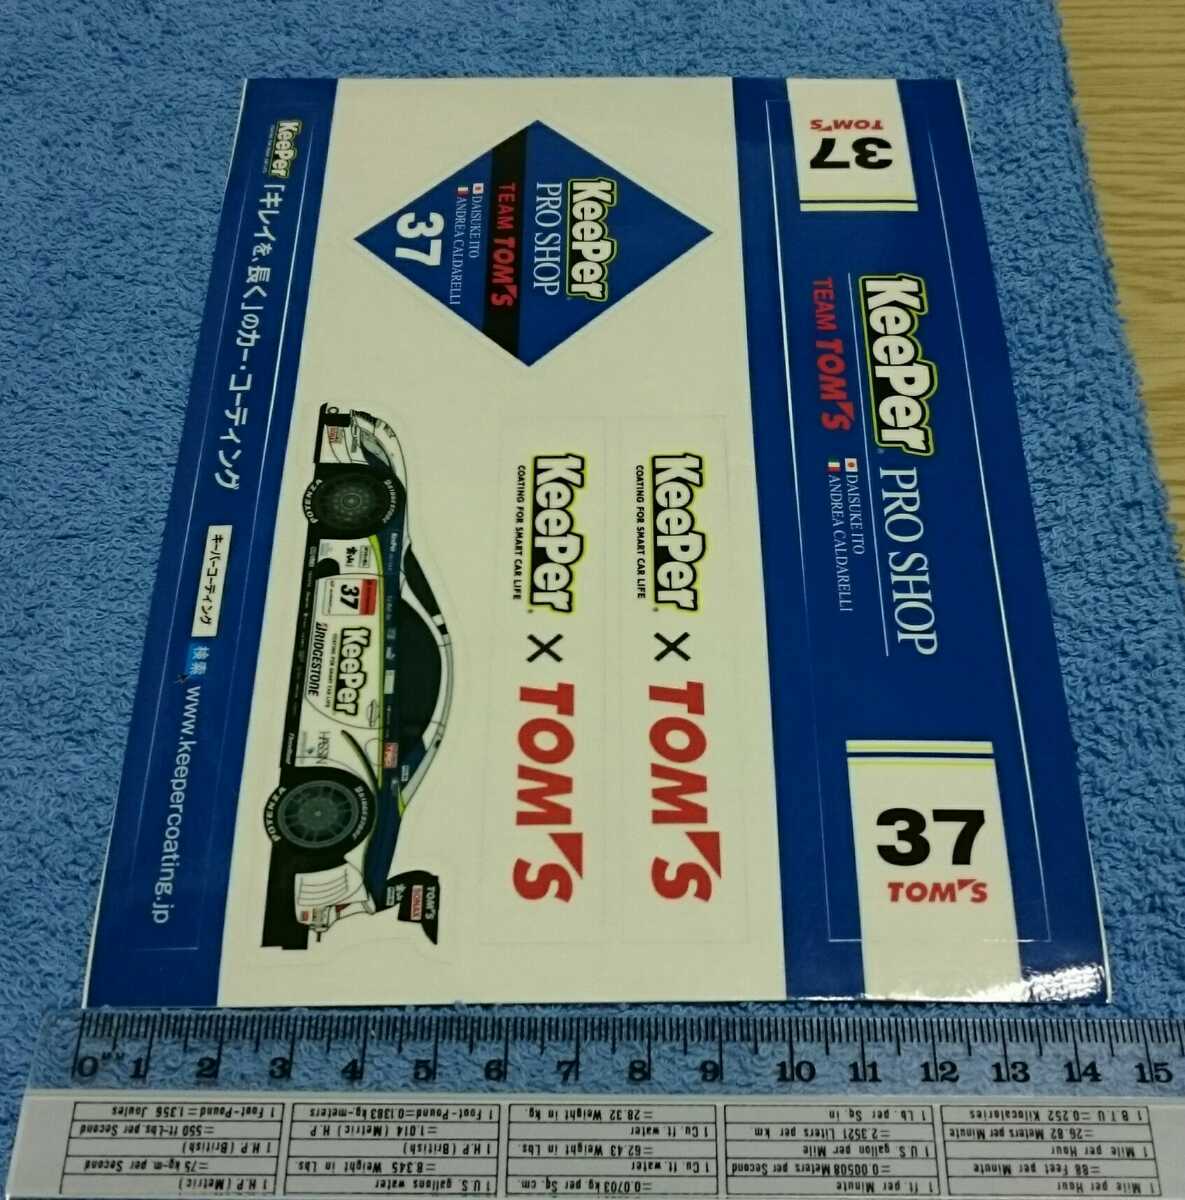 37
TOM'S
KeePer PRO SHOP
TEAM TOM'S
DAISUKE ITO
ANDREA CALDARELLI
37
TOM'S
KeePer
PRO SHOP
TEAM TOM'S
DAISUKE ITO
ANDREA CALDARELLI
37
KeePer × TOM'S
COATING FOR SMART CAR LIFE
KeePer × TOM'S
COATING FOR SMART CAR LIFE
BRIDGESTONE
POTENZA
37
KeePer
COATING FOR SMART CAR LIFE
BRIDGESTONE
BRIDGESTONE
POTENZA
TOM'S
SONAX
KeePer 「キレイを、長く」のカー・コーティング キーパーコーティング 検索 www.keepercoating.jp
0 1 2 3 4 5 6 7 8 9 10 11 12 13 14 15
1 H.P (Metric)
=75 kg-m per Second
1 H.P (British)
=550 ft-Lbs per Second
1 Foot-Pound=1.356 Joules
1 U.S gallons water
=8.345 Weight in Lbs
1 H.P (British)
=1.014 (Metric) H.P
1 Foot-Pound=0.1383 kg-meters
=0.0703 kg per Sq. cm.
1 Cu. ft water
=62.43 Weight in Lbs
1 Cu. ft. water
=28.32 Weight in kg.
1 ft per Minute
=0.00508 Meters per Second
1 U.S Gallon per Mile
=2.3521 Liters per km
1 Lb. per Sq. in
1 Mile per Hour
=88 Feet per Minute
1 Mile per Hour
=26.82 Meters per Minute
1 B T U =0.252 Kilocalories